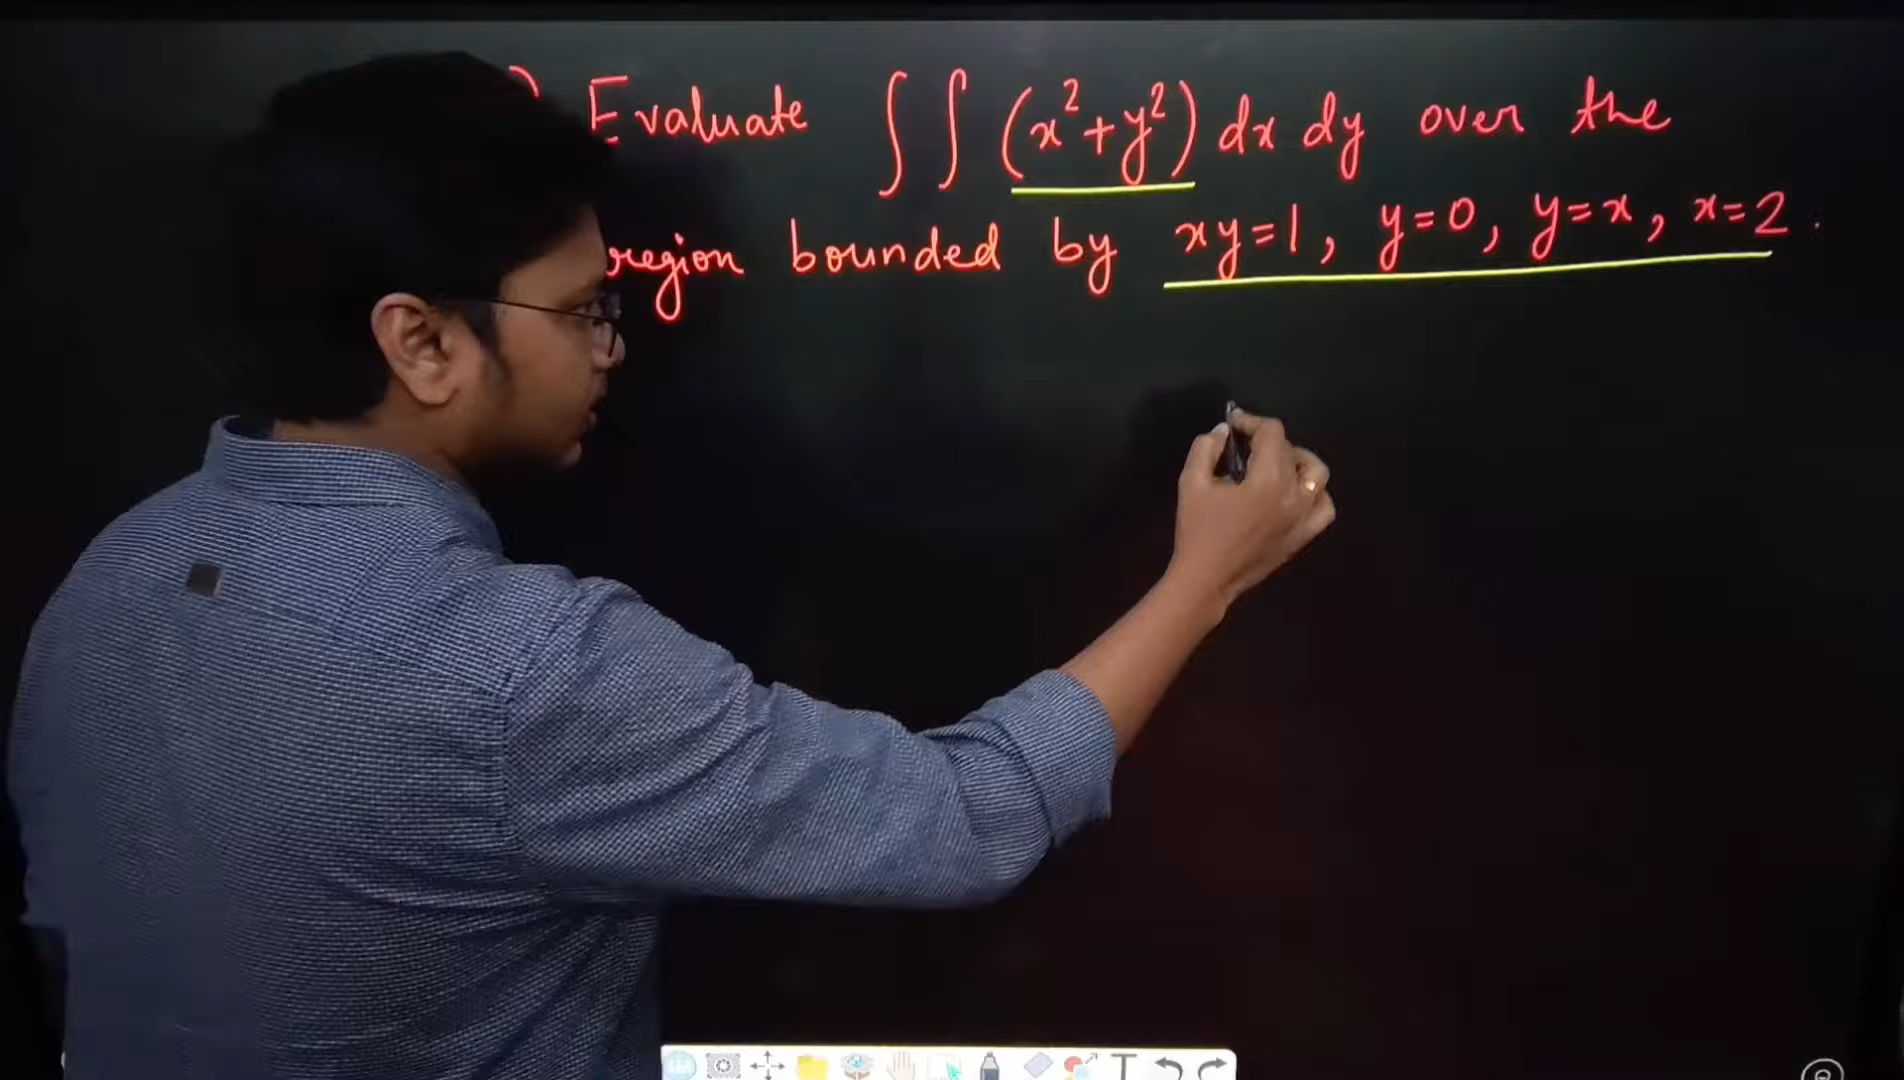 ) Evaluate ∫∫ (x²+y²) dx dy over the
region bounded by xy=1, y=0, y=x, x=2.
T